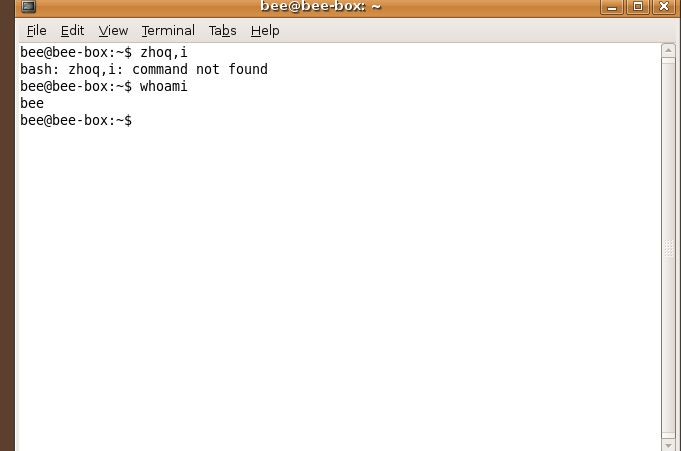 bee@bee-box: ~
File Edit View Terminal Tabs Help
bee@bee-box:~$ zhoq,i
bash: zhoq,i: command not found
bee@bee-box:~$ whoami
bee
bee@bee-box:~$